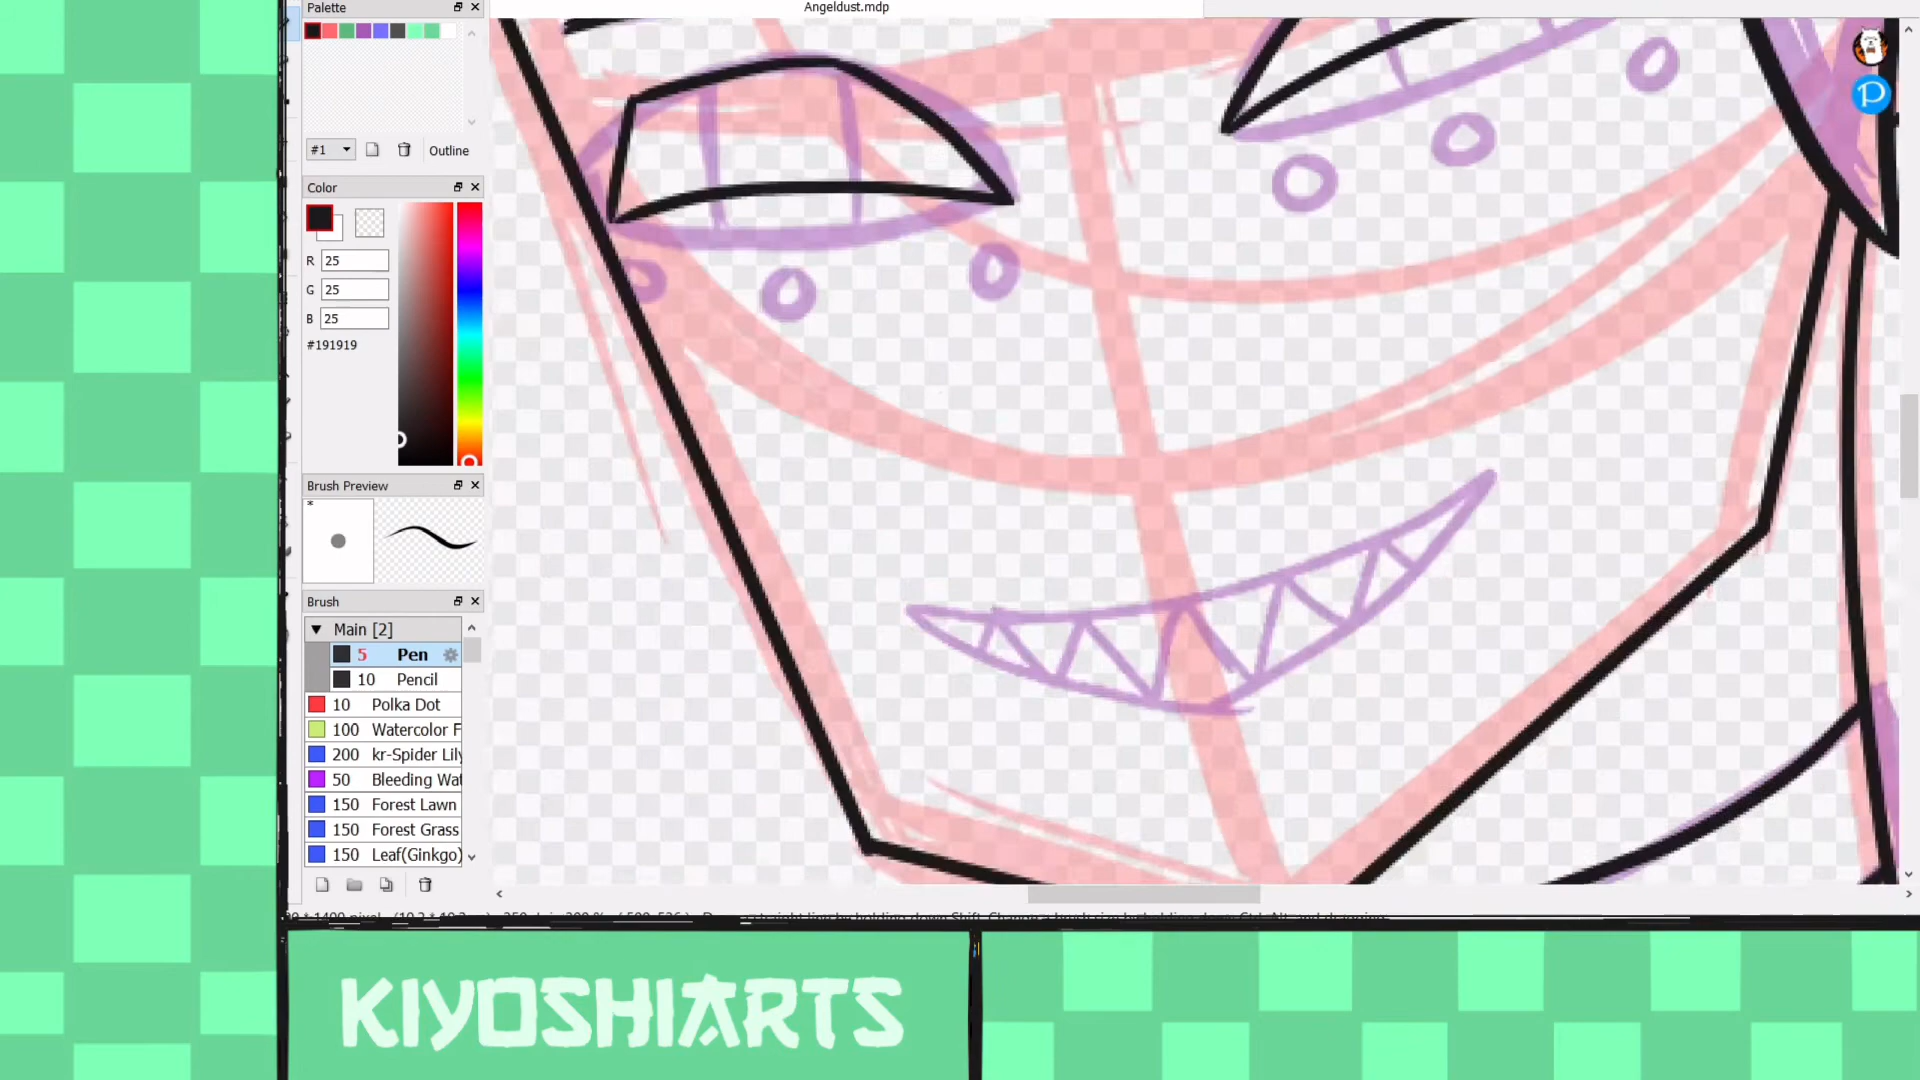 Palette
Angeldust.mdp
#1
Outline
Color
R 25
G 25
B 25
#191919
Brush Preview
*
Brush
Main [2]
5 Pen
10 Pencil
10 Polka Dot
100 Watercolor F
200 kr-Spider Lily
50 Bleeding Wat
150 Forest Lawn
150 Forest Grass
150 Leaf(Ginkgo)
KIYOSHIARTS